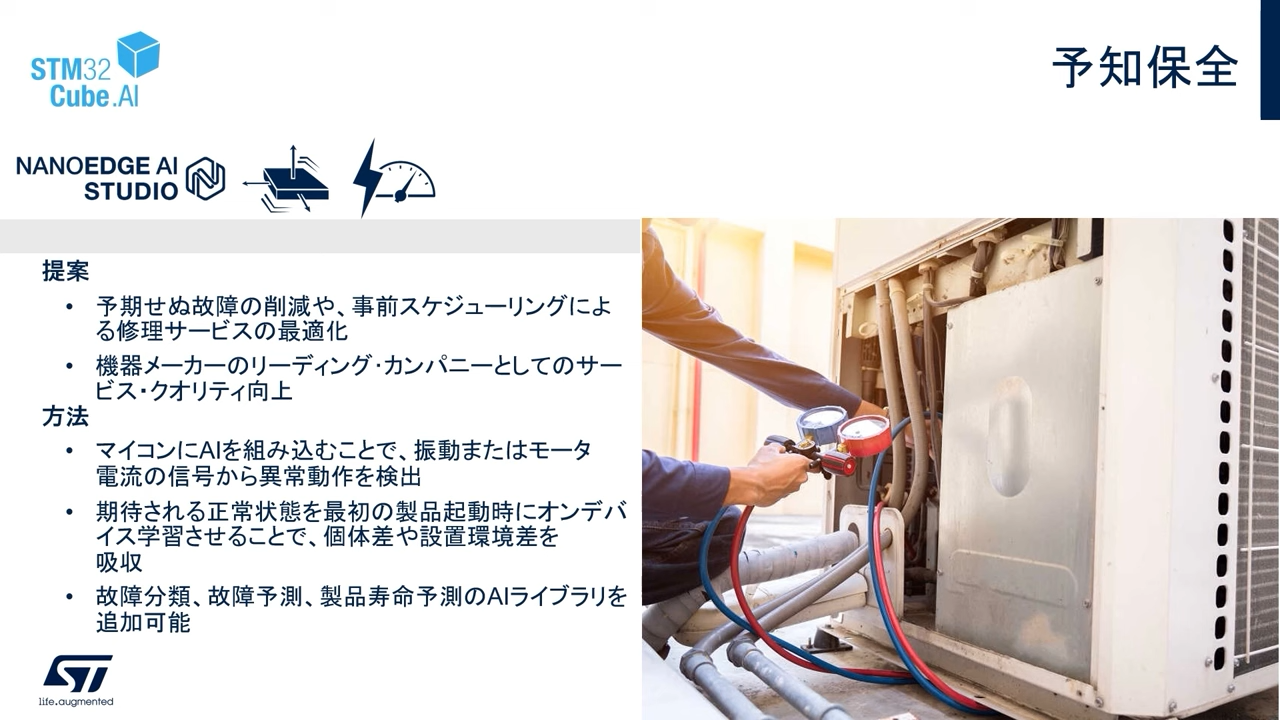 STM32
Cube.AI
予知保全
NANOEDGE AI
STUDIO
提案
• 予期せぬ故障の削減や、事前スケジューリングによ
る修理サービスの最適化
• 機器メーカーのリーディング・カンパニーとしてのサー
ビス・クオリティ向上
方法
• マイコンにAIを組み込むことで、振動またはモータ
電流の信号から異常動作を検出
• 期待される正常状態を最初の製品起動時にオンデバ
イス学習させることで、個体差や設置環境差を
吸収
• 故障分類、故障予測、製品寿命予測のAIライブラリを
追加可能
ST
life.augmented